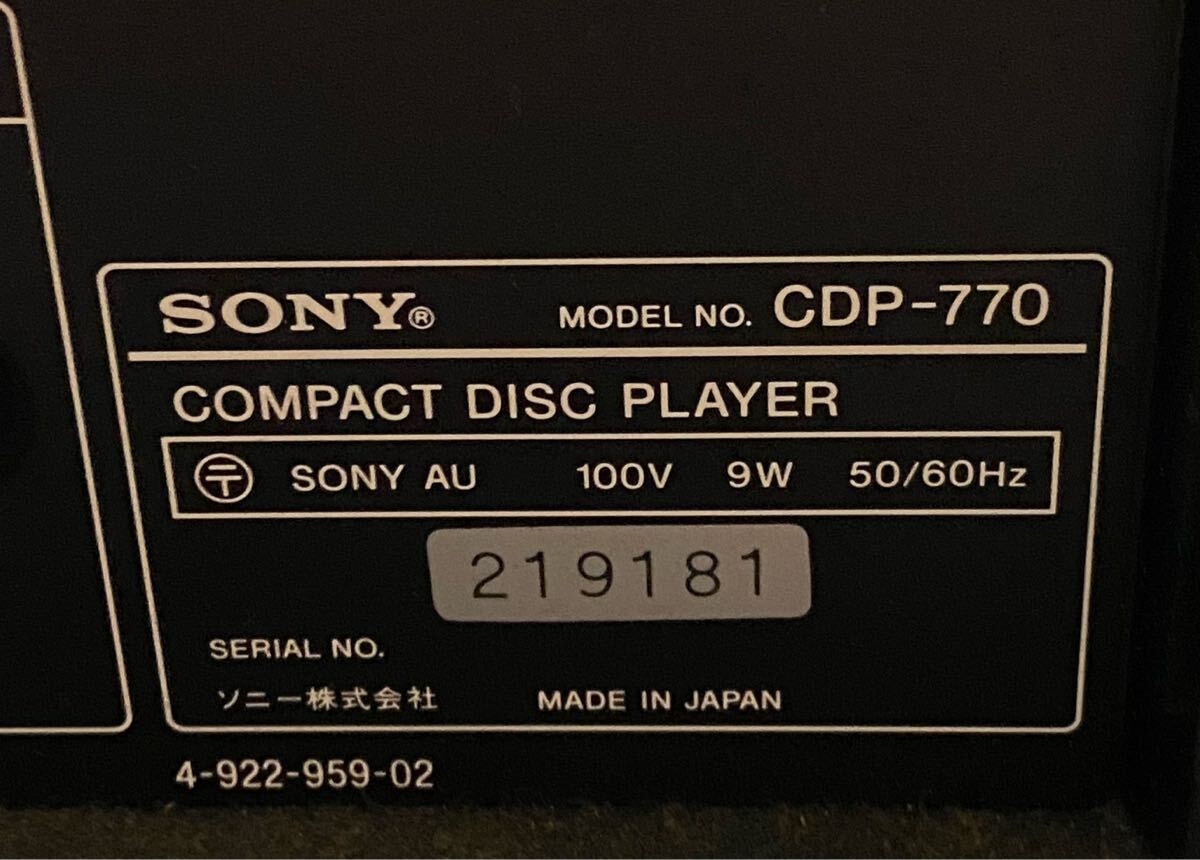 SONY® MODEL NO. CDP-770
COMPACT DISC PLAYER
〒 SONY AU 100V 9W 50/60Hz
219181
SERIAL NO.
ソニー株式会社 MADE IN JAPAN
4-922-959-02